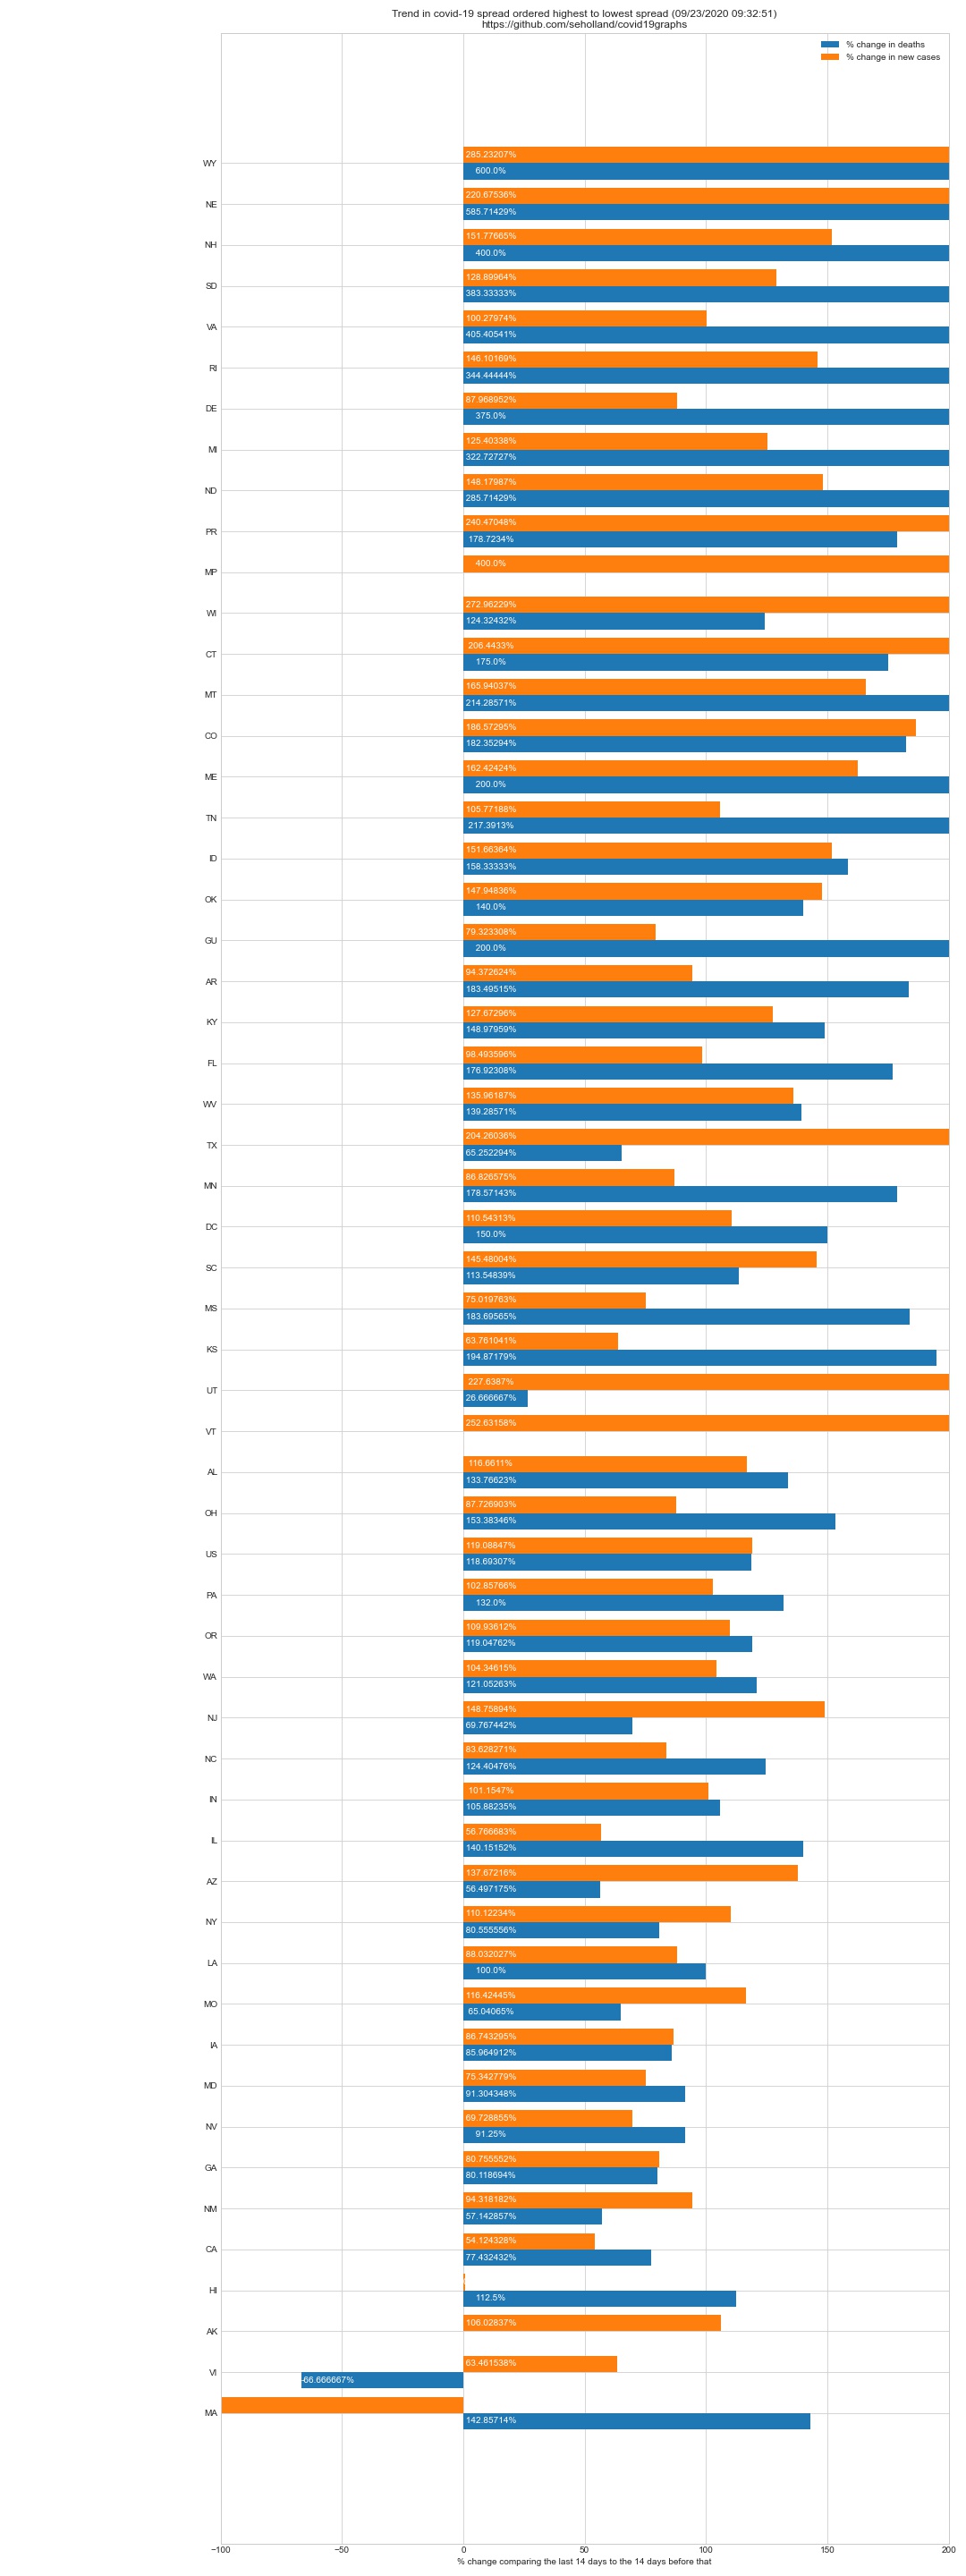 Trend in covid-19 spread ordered highest to lowest spread (09/23/2020 09:32:51)
https://github.com/seholland/covid19graphs
% change in deaths
% change in new cases
WY
285.23207%
600.0%
NE
220.67536%
585.71429%
NH
151.77665%
400.0%
SD
128.89964%
383.33333%
VA
100.27974%
405.40541%
RI
146.10169%
344.44444%
DE
87.968952%
375.0%
MI
125.40338%
322.72727%
ND
148.17987%
285.71429%
PR
240.47048%
178.7234%
MP
400.0%
WI
272.96229%
124.32432%
CT
206.4433%
175.0%
MT
165.94037%
214.28571%
CO
186.57295%
182.35294%
ME
162.42424%
200.0%
TN
105.77188%
217.3913%
ID
151.66364%
158.33333%
OK
147.94836%
140.0%
GU
79.323308%
200.0%
AR
94.372624%
183.49515%
KY
127.67296%
148.97959%
FL
98.493596%
176.92308%
WV
135.96187%
139.28571%
TX
204.26036%
65.252294%
MN
86.826575%
178.57143%
DC
110.54313%
150.0%
SC
145.48004%
113.54839%
MS
75.019763%
183.69565%
KS
63.761041%
194.87179%
UT
227.6387%
26.666667%
VT
252.63158%
AL
116.6611%
133.76623%
OH
87.726903%
153.38346%
US
119.08847%
118.69307%
PA
102.85766%
132.0%
OR
109.93612%
119.04762%
WA
104.34615%
121.05263%
NJ
148.75894%
69.767442%
NC
83.628271%
124.40476%
IN
101.1547%
105.88235%
IL
56.766683%
140.15152%
AZ
137.67216%
56.497175%
NY
110.12234%
80.555556%
LA
88.032027%
100.0%
MO
116.42445%
65.04065%
IA
86.743295%
85.964912%
MD
75.342779%
91.304348%
NV
69.728855%
91.25%
GA
80.755552%
80.118694%
NM
94.318182%
57.142857%
CA
54.124328%
77.432432%
HI
112.5%
AK
106.02837%
VI
63.461538%
-66.666667%
MA
142.85714%
−100
−50
0
50
100
150
200
% change comparing the last 14 days to the 14 days before that